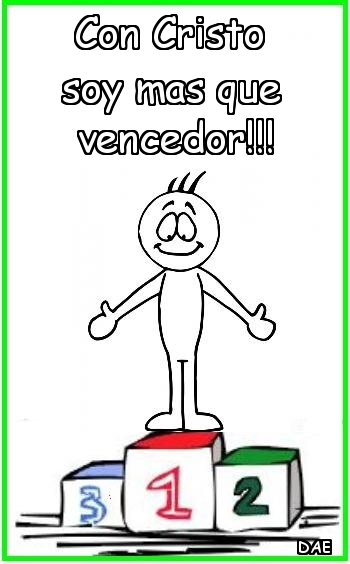 Con Cristo
soy mas que
vencedor!!!
3 1 2
DAE